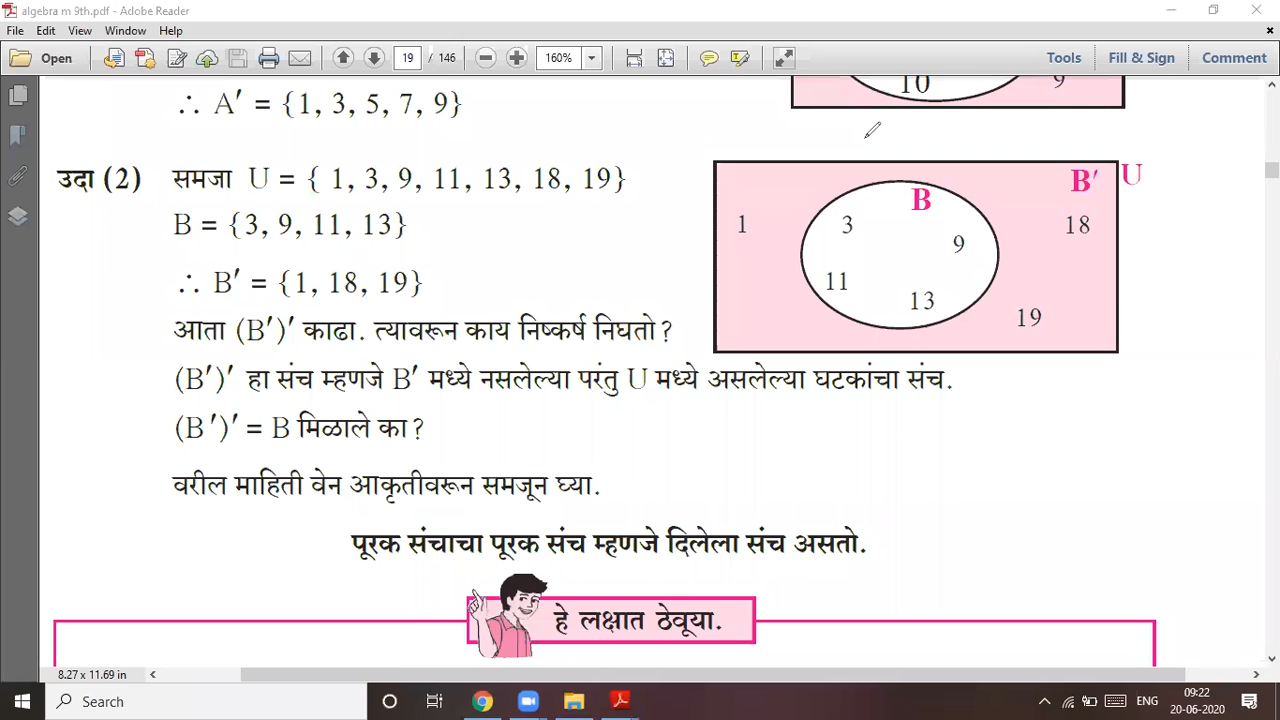 algebra m 9th.pdf - Adobe Reader
File Edit View Window Help
Open 19 / 146 160% Tools Fill & Sign Comment
∴ A′ = {1, 3, 5, 7, 9}
10 9
उदा (2) समजा U = { 1, 3, 9, 11, 13, 18, 19}
B = {3, 9, 11, 13}
∴ B′ = {1, 18, 19}
आता (B′)′ काढा. त्यावरून काय निष्कर्ष निघतो?
B B′ U
1 3 18
9
11
13
19
(B′)′ हा संच म्हणजे B′ मध्ये नसलेल्या परंतु U मध्ये असलेल्या घटकांचा संच.
(B′)′ = B मिळाले का?
वरील माहिती वेन आकृतीवरून समजून घ्या.
पूरक संचाचा पूरक संच म्हणजे दिलेला संच असतो.
हे लक्षात ठेवूया.
8.27 x 11.69 in
Search
ENG
09:22
20-06-2020